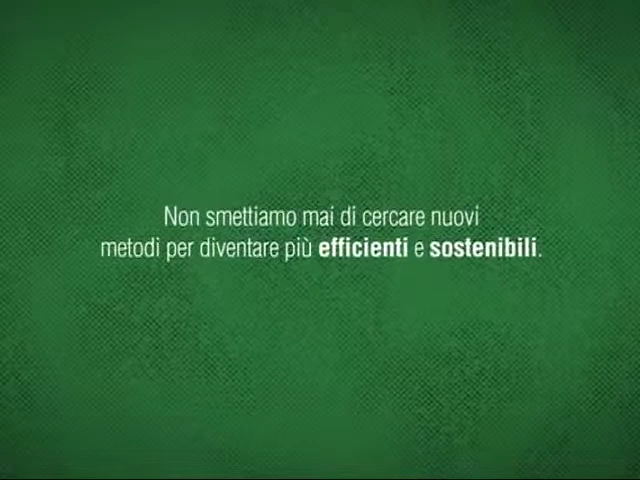 Non smettiamo mai di cercare nuovi
metodi per diventare più efficienti e sostenibili.